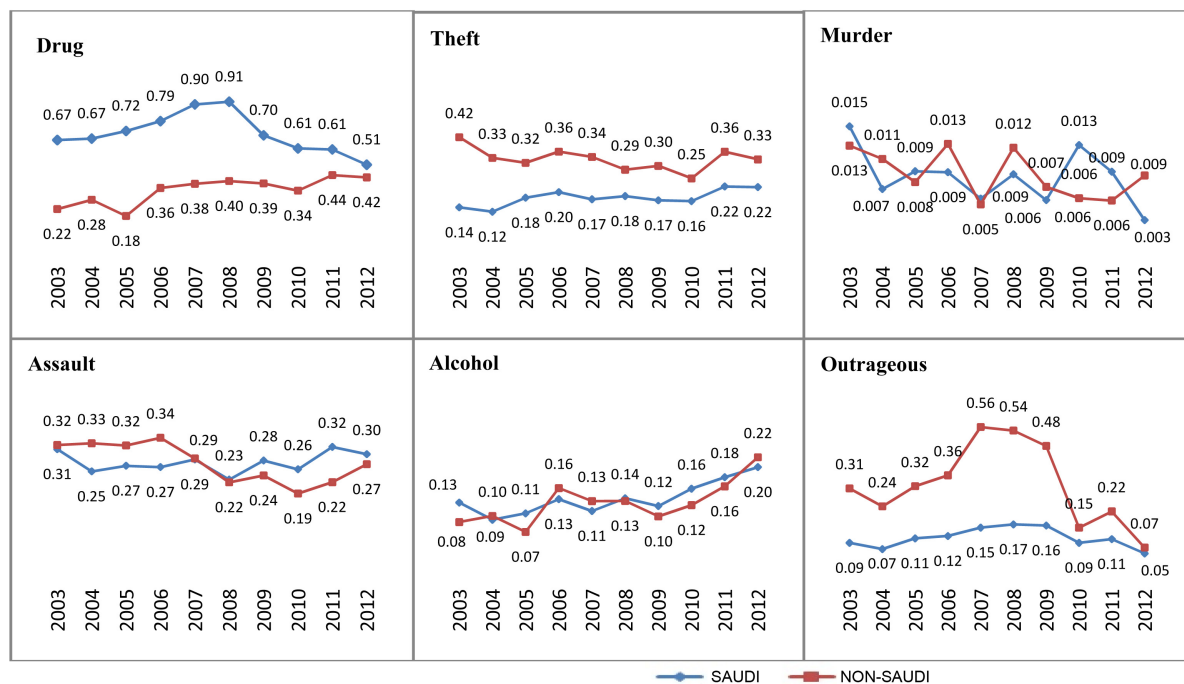 Drug
0.67 0.67 0.72 0.79 0.90 0.91 0.70 0.61 0.61 0.51
0.22 0.28 0.18 0.36 0.38 0.40 0.39 0.34 0.44 0.42
2003 2004 2005 2006 2007 2008 2009 2010 2011 2012
Theft
0.42 0.33 0.32 0.36 0.34 0.29 0.30 0.25 0.36 0.33
0.14 0.12 0.18 0.20 0.17 0.18 0.17 0.16 0.22 0.22
2003 2004 2005 2006 2007 2008 2009 2010 2011 2012
Murder
0.015 0.011 0.009 0.013 0.012 0.007 0.013 0.006 0.009 0.009
0.013 0.007 0.008 0.009 0.005 0.009 0.006 0.006 0.006 0.003
2003 2004 2005 2006 2007 2008 2009 2010 2011 2012
Assault
0.32 0.33 0.32 0.34 0.29 0.23 0.28 0.26 0.32 0.30
0.31 0.25 0.27 0.27 0.29 0.22 0.24 0.19 0.22 0.27
2003 2004 2005 2006 2007 2008 2009 2010 2011 2012
Alcohol
0.13 0.10 0.11 0.16 0.13 0.14 0.12 0.16 0.18 0.22
0.08 0.09 0.07 0.13 0.11 0.13 0.10 0.12 0.16 0.20
2003 2004 2005 2006 2007 2008 2009 2010 2011 2012
Outrageous
0.31 0.24 0.32 0.36 0.56 0.54 0.48 0.15 0.22 0.07
0.09 0.07 0.11 0.12 0.15 0.17 0.16 0.09 0.11 0.05
2003 2004 2005 2006 2007 2008 2009 2010 2011 2012
SAUDI NON-SAUDI